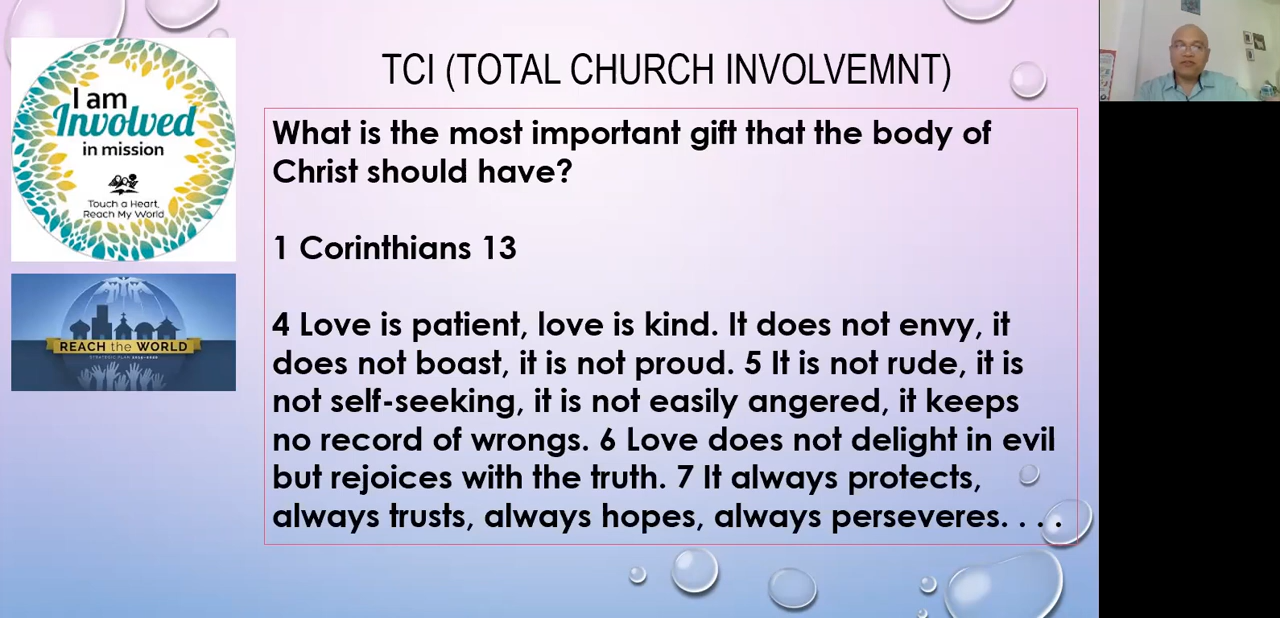 TCI (TOTAL CHURCH INVOLVEMNT)
I am
Involved
in mission
Touch a Heart,
Reach My World
REACH the WORLD
What is the most important gift that the body of
Christ should have?
1 Corinthians 13
4 Love is patient, love is kind. It does not envy, it
does not boast, it is not proud. 5 It is not rude, it is
not self-seeking, it is not easily angered, it keeps
no record of wrongs. 6 Love does not delight in evil
but rejoices with the truth. 7 It always protects,
always trusts, always hopes, always perseveres. . . .